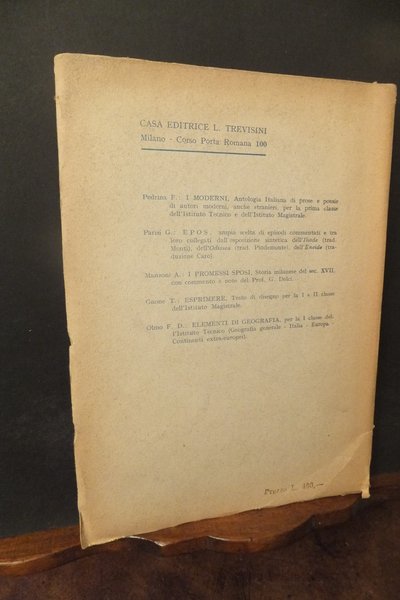 CASA EDITRICE L. TREVISINI
Milano - Corso Porta Romana 100
Pedrina F.: I MODERNI, Antologia Italiana di prose e poesie
di autori moderni, anche stranieri, per la prima classe
dell'Istituto Tecnico e dell'Istituto Magistrale.
Parisi G.: EPOS, ampia scelta di episodi commentati e tra
loro collegati dall'esposizione sintetica dell'Iliade (trad.
Monti), dell'Odissea (trad. Pindemonte), dell'Eneide (tra-
duzione Caro).
Manzoni A.: I PROMESSI SPOSI, Storia milanese del sec. XVII,
con commento e note del Prof. G. Dolci.
T.: ESPRIMERE, Testo di disegno per la I e II classe
dell'Istituto Magistrale.
Olmo F. D.: ELEMENTI DI GEOGRAFIA, per la I classe del-
l'Istituto Tecnico (Geografia generale - Italia - Europa -
Continenti extra-europei).
Prezzo L. 400,—